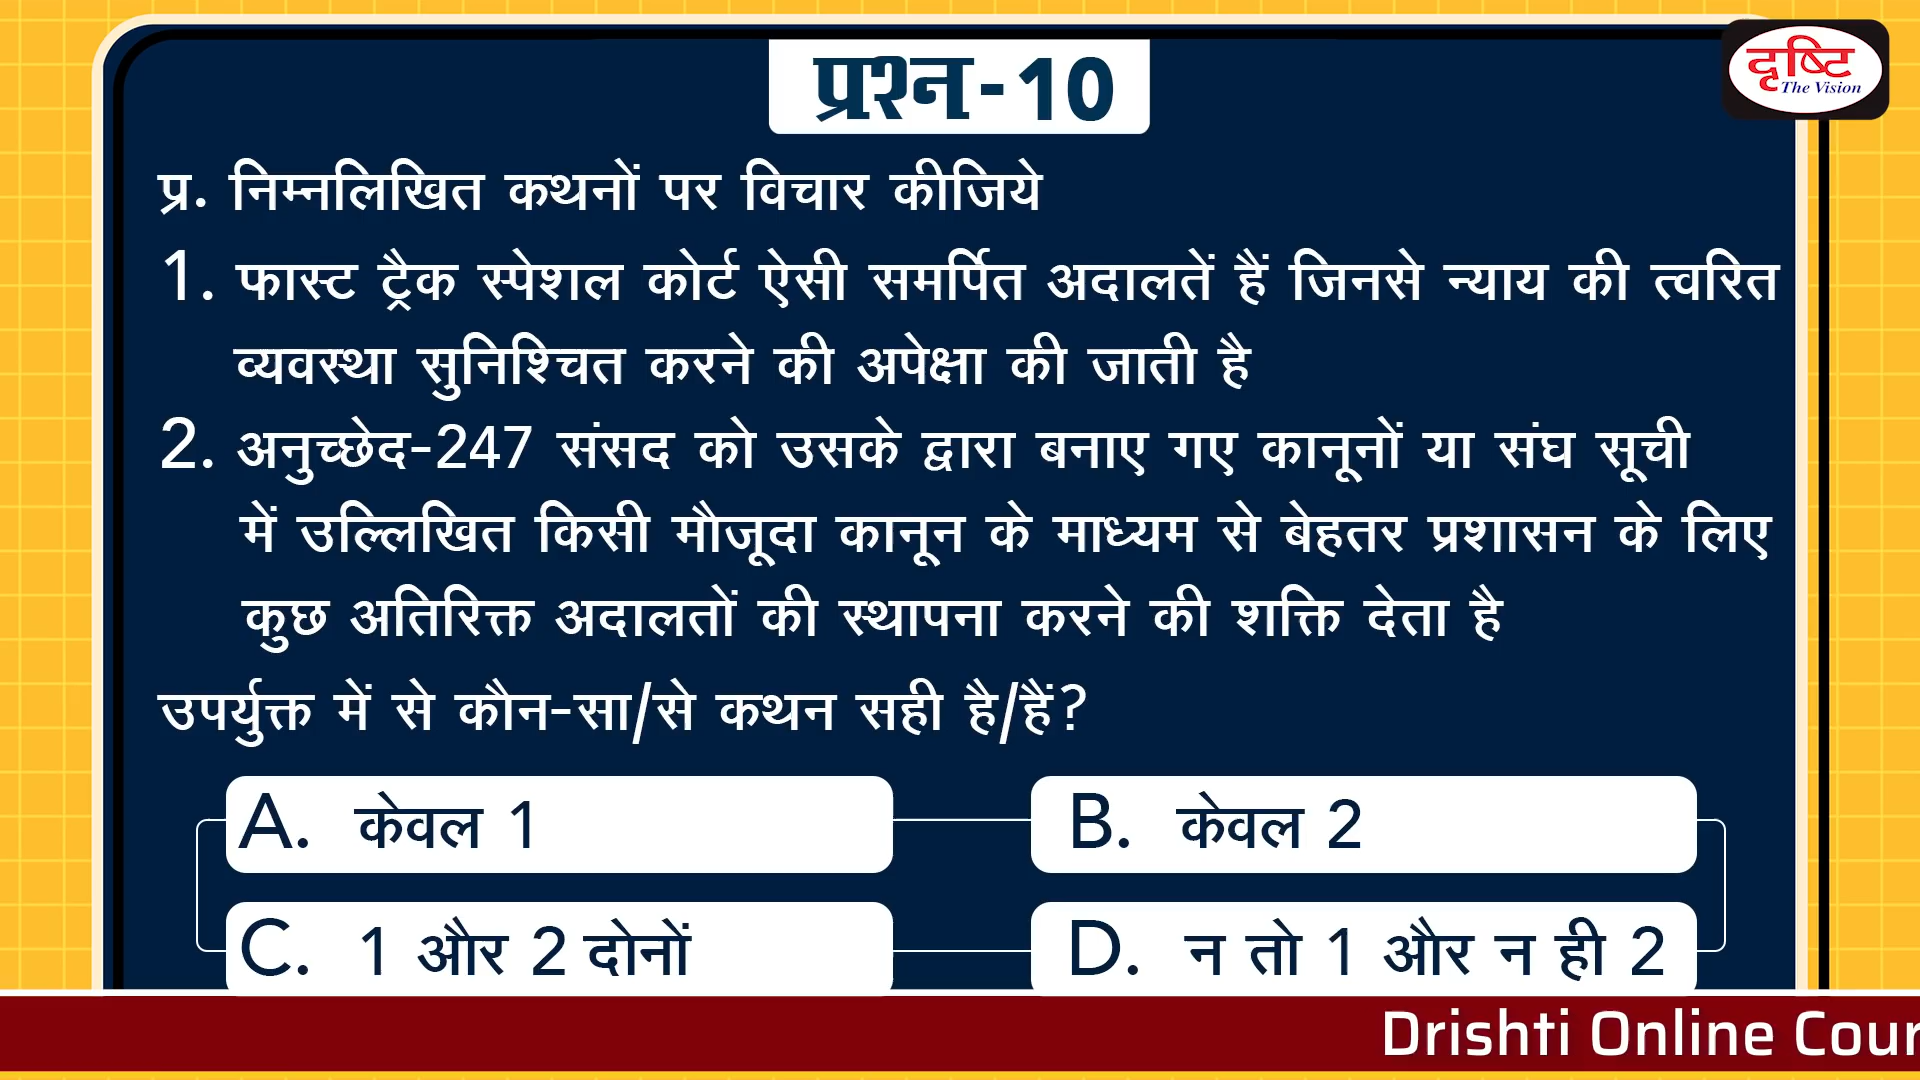 प्रश्न-10
दृष्टि
The Vision
प्र. निम्नलिखित कथनों पर विचार कीजिये
1. फास्ट ट्रैक स्पेशल कोर्ट ऐसी समर्पित अदालतें हैं जिनसे न्याय की त्वरित
व्यवस्था सुनिश्चित करने की अपेक्षा की जाती है
2. अनुच्छेद-247 संसद को उसके द्वारा बनाए गए कानूनों या संघ सूची
में उल्लिखित किसी मौजूदा कानून के माध्यम से बेहतर प्रशासन के लिए
कुछ अतिरिक्त अदालतों की स्थापना करने की शक्ति देता है
उपर्युक्त में से कौन-सा/से कथन सही है/हैं?
A. केवल 1
B. केवल 2
C. 1 और 2 दोनों
D. न तो 1 और न ही 2
Drishti Online Cour